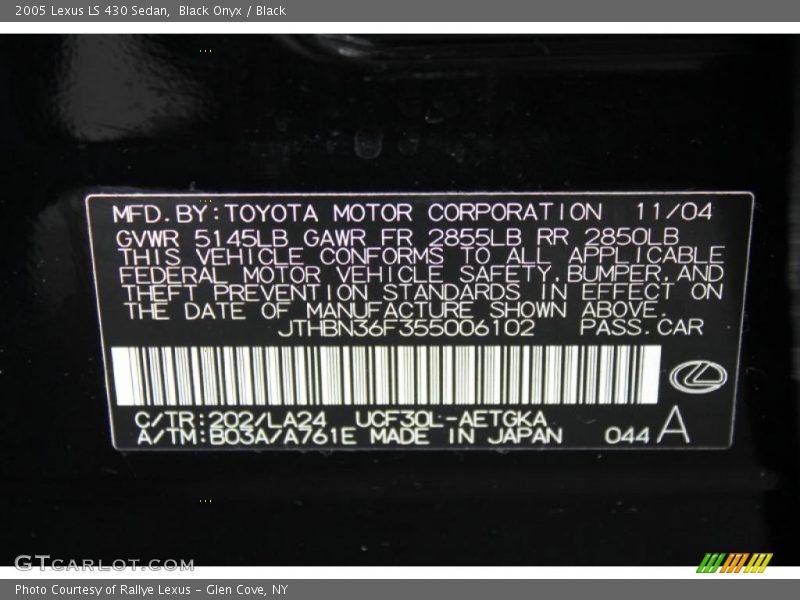 2005 Lexus LS 430 Sedan,  Black Onyx / Black
MFD.BY:TOYOTA MOTOR CORPORATION 11/04
GVWR 5145LB GAWR FR 2855LB RR 2850LB
THIS VEHICLE CONFORMS TO ALL APPLICABLE
FEDERAL MOTOR VEHICLE SAFETY,BUMPER,AND
THEFT PREVENTION STANDARDS IN EFFECT ON
THE DATE OF MANUFACTURE SHOWN ABOVE.
JTHBN36F355006102 PASS.CAR
C/TR:202/LA24 UCF30L-AETGKA
A/TM:B03A/A761E MADE IN JAPAN 044 A
GTCARLOT.COM
Photo Courtesy of Rallye Lexus - Glen Cove, NY